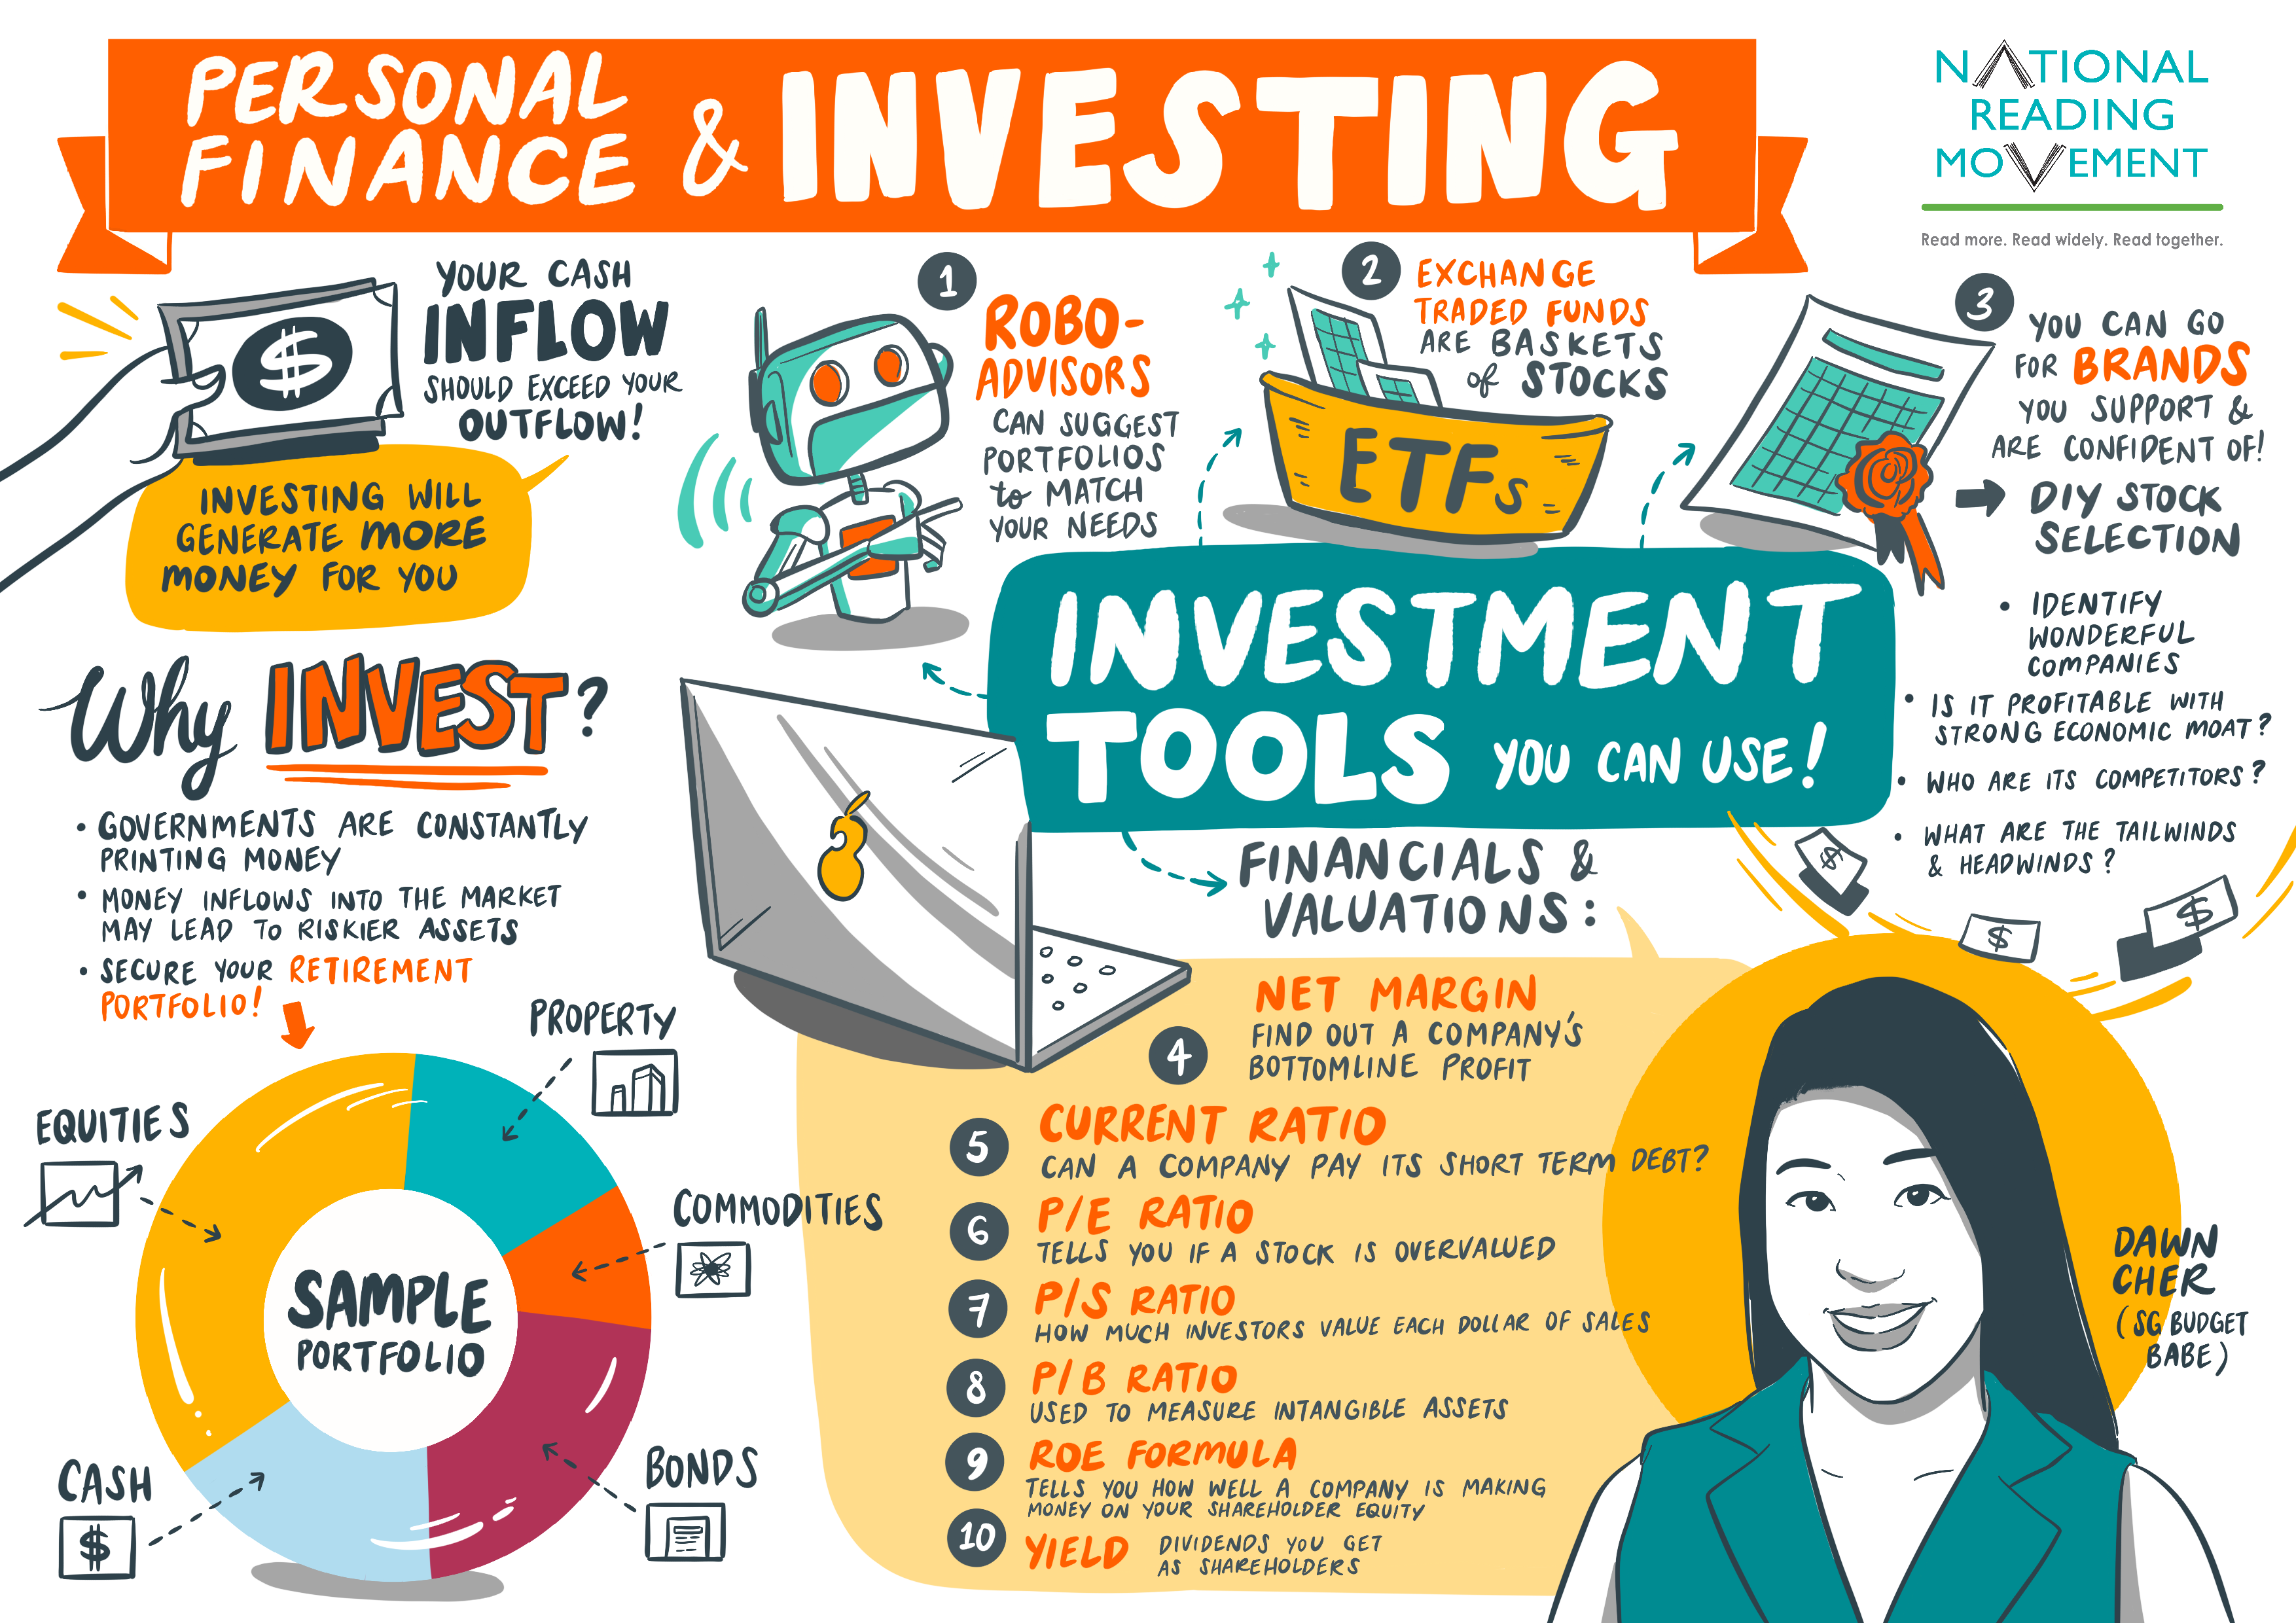 PERSONAL
FINANCE & INVESTING
NATIONAL
READING
MOVEMENT
Read more. Read widely. Read together.
YOUR CASH
INFLOW
SHOULD EXCEED YOUR
OUTFLOW!
INVESTING WILL
GENERATE MORE
MONEY FOR YOU
$
Why INVEST?
• GOVERNMENTS ARE CONSTANTLY
PRINTING MONEY
• MONEY INFLOWS INTO THE MARKET
MAY LEAD TO RISKIER ASSETS
• SECURE YOUR RETIREMENT
PORTFOLIO!
PROPERTY
EQUITIES
COMMODITIES
SAMPLE
PORTFOLIO
CASH
$
BONDS
INVESTMENT
TOOLS YOU CAN USE!
1
ROBO-
ADVISORS
CAN SUGGEST
PORTFOLIOS
to MATCH
YOUR NEEDS
2
EXCHANGE
TRADED FUNDS
ARE BASKETS
of STOCKS
ETFs
3
YOU CAN GO
FOR BRANDS
YOU SUPPORT &
ARE CONFIDENT OF!
DIY STOCK
SELECTION
• IDENTIFY
WONDERFUL
COMPANIES
• IS IT PROFITABLE WITH
STRONG ECONOMIC MOAT?
• WHO ARE ITS COMPETITORS?
• WHAT ARE THE TAILWINDS
& HEADWINDS?
$
$
$
FINANCIALS &
VALUATIONS:
4
NET MARGIN
FIND OUT A COMPANY'S
BOTTOMLINE PROFIT
5
CURRENT RATIO
CAN A COMPANY PAY ITS SHORT TERM DEBT?
6
P/E RATIO
TELLS YOU IF A STOCK IS OVERVALUED
7
P/S RATIO
HOW MUCH INVESTORS VALUE EACH DOLLAR OF SALES
8
P/B RATIO
USED TO MEASURE INTANGIBLE ASSETS
9
ROE FORMULA
TELLS YOU HOW WELL A COMPANY IS MAKING
MONEY ON YOUR SHAREHOLDER EQUITY
10
YIELD
DIVIDENDS YOU GET
AS SHAREHOLDERS
DAWN
CHER
(SG BUDGET
BABE)